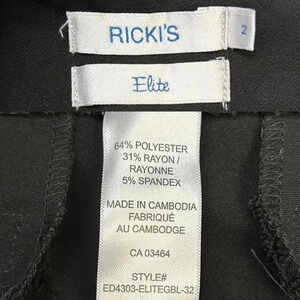 RICKI'S
2
Elite
64% POLYESTER
31% RAYON /
RAYONNE
5% SPANDEX
MADE IN CAMBODIA
FABRIQUÉ
AU CAMBODGE
CA 03464
STYLE#
ED4303-ELITEGBL-32